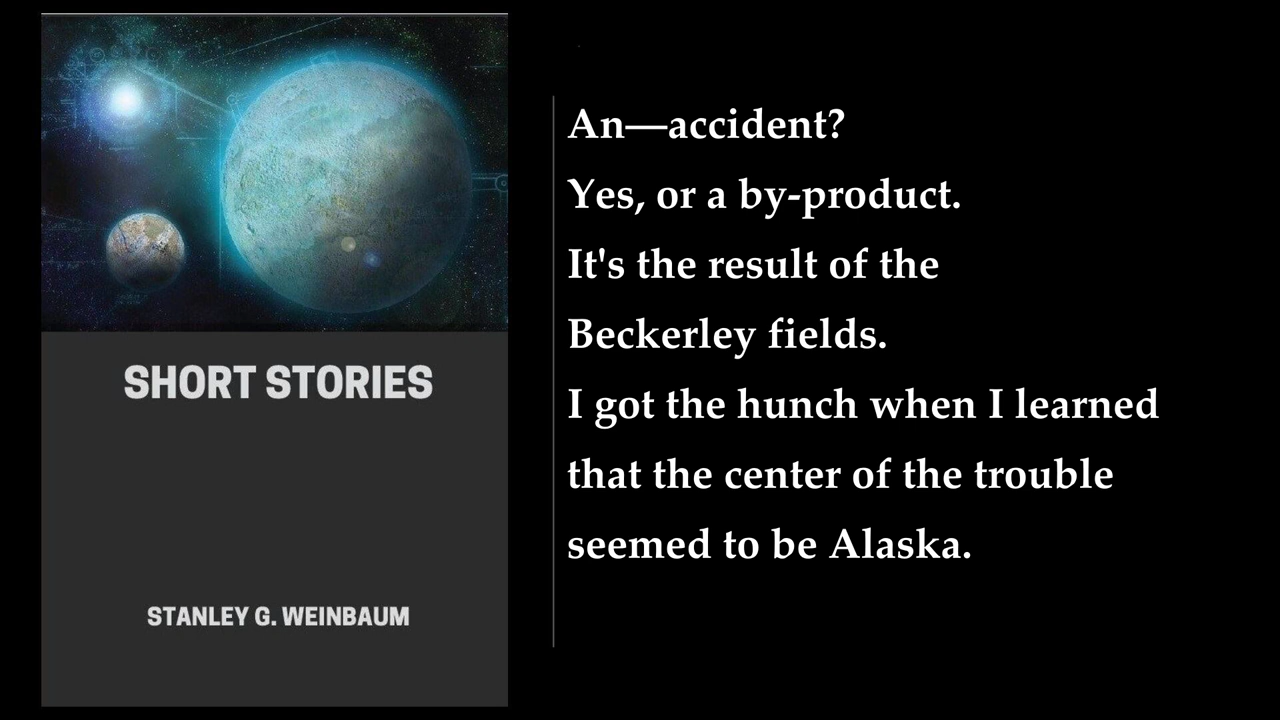 SHORT STORIES
STANLEY G. WEINBAUM
An—accident?
Yes, or a by-product.
It's the result of the
Beckerley fields.
I got the hunch when I learned
that the center of the trouble
seemed to be Alaska.